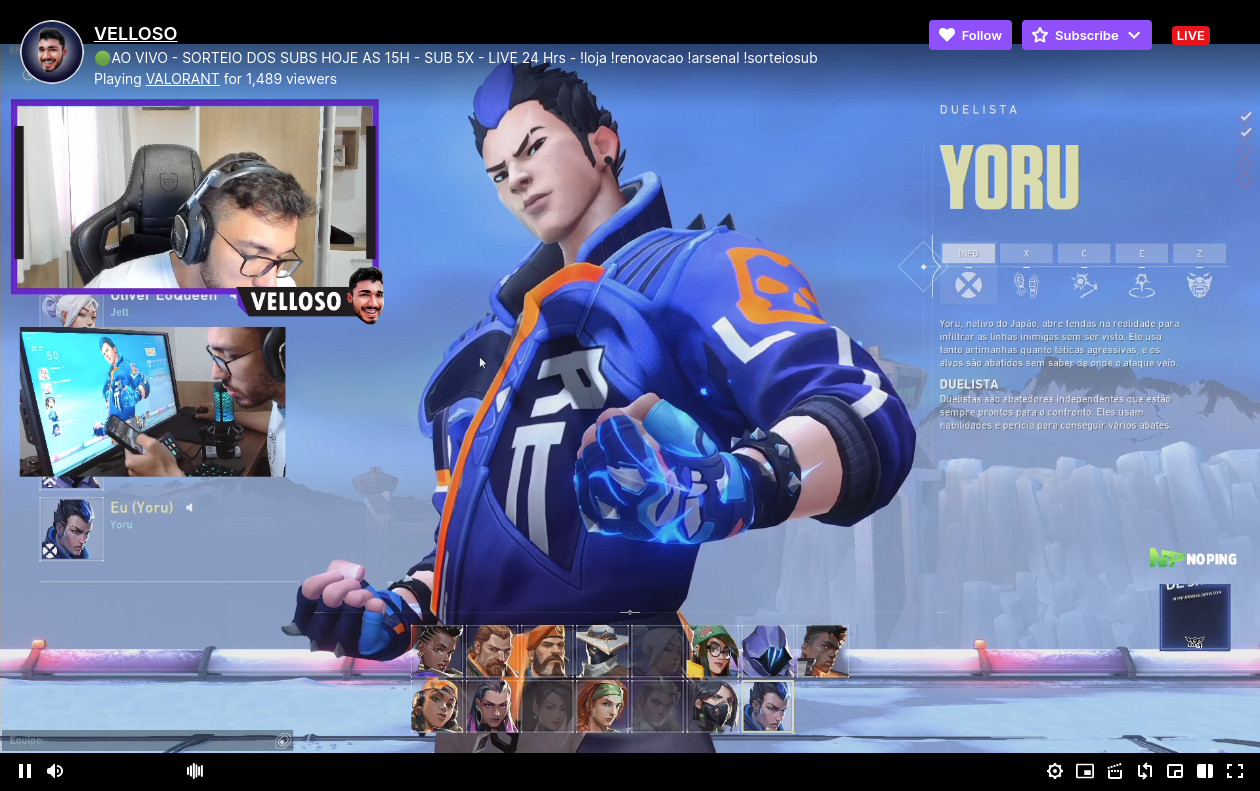 VELLOSO
AO VIVO - SORTEIO DOS SUBS HOJE AS 15H - SUB 5X - LIVE 24 Hrs - !loja !renovacao !arsenal !sorteiosub
Playing VALORANT for 1,489 viewers
Follow
Subscribe
LIVE
DUELISTA
YORU
INFO X C E Z
Yoru, nativo do Japão, abre fendas na realidade para
infiltrar as linhas inimigas sem ser visto. Ele usa
tanto artimanhas quanto táticas agressivas, e os
alvos são abatidos sem saber de onde o ataque veio.
DUELISTA
Duelistas são abatedores independentes que estão
sempre prontos para o confronto. Eles usam
habilidades e perícia para conseguir vários abates.
VELLOSO
Jett
50
Eu (Yoru)
Yoru
NP NOPING
Equipe: